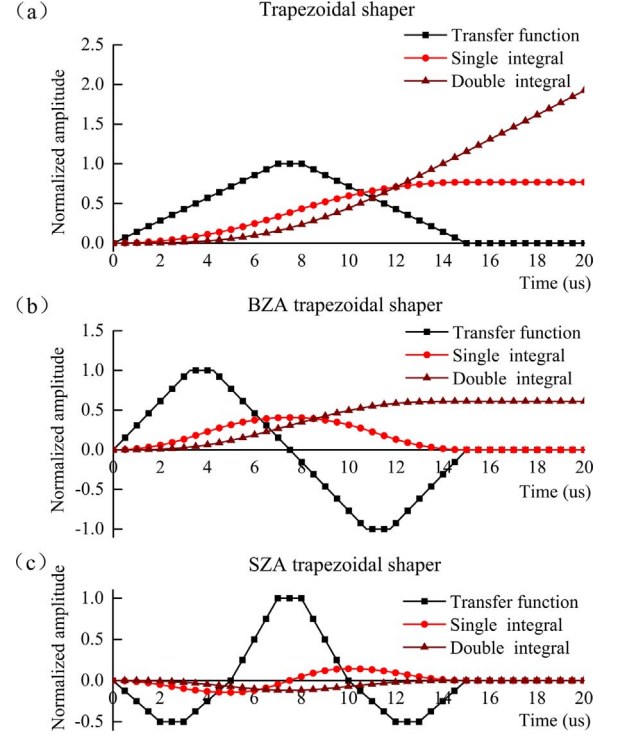 (a)
Trapezoidal shaper
Transfer function
Single integral
Double integral
Normalized amplitude
2.5
2.0
1.5
1.0
0.5
0.0
0 2 4 6 8 10 12 14 16 18 20
Time (us)
(b)
BZA trapezoidal shaper
Transfer function
Single integral
Double integral
Normalized amplitude
1.5
1.0
0.5
0.0
-0.5
-1.0
0 2 4 6 8 10 12 14 16 18 20
Time (us)
(c)
SZA trapezoidal shaper
Transfer function
Single integral
Double integral
Normalized amplitude
1.0
0.5
0.0
-0.5
0 2 4 6 8 10 12 14 16 18 20
Time (us)